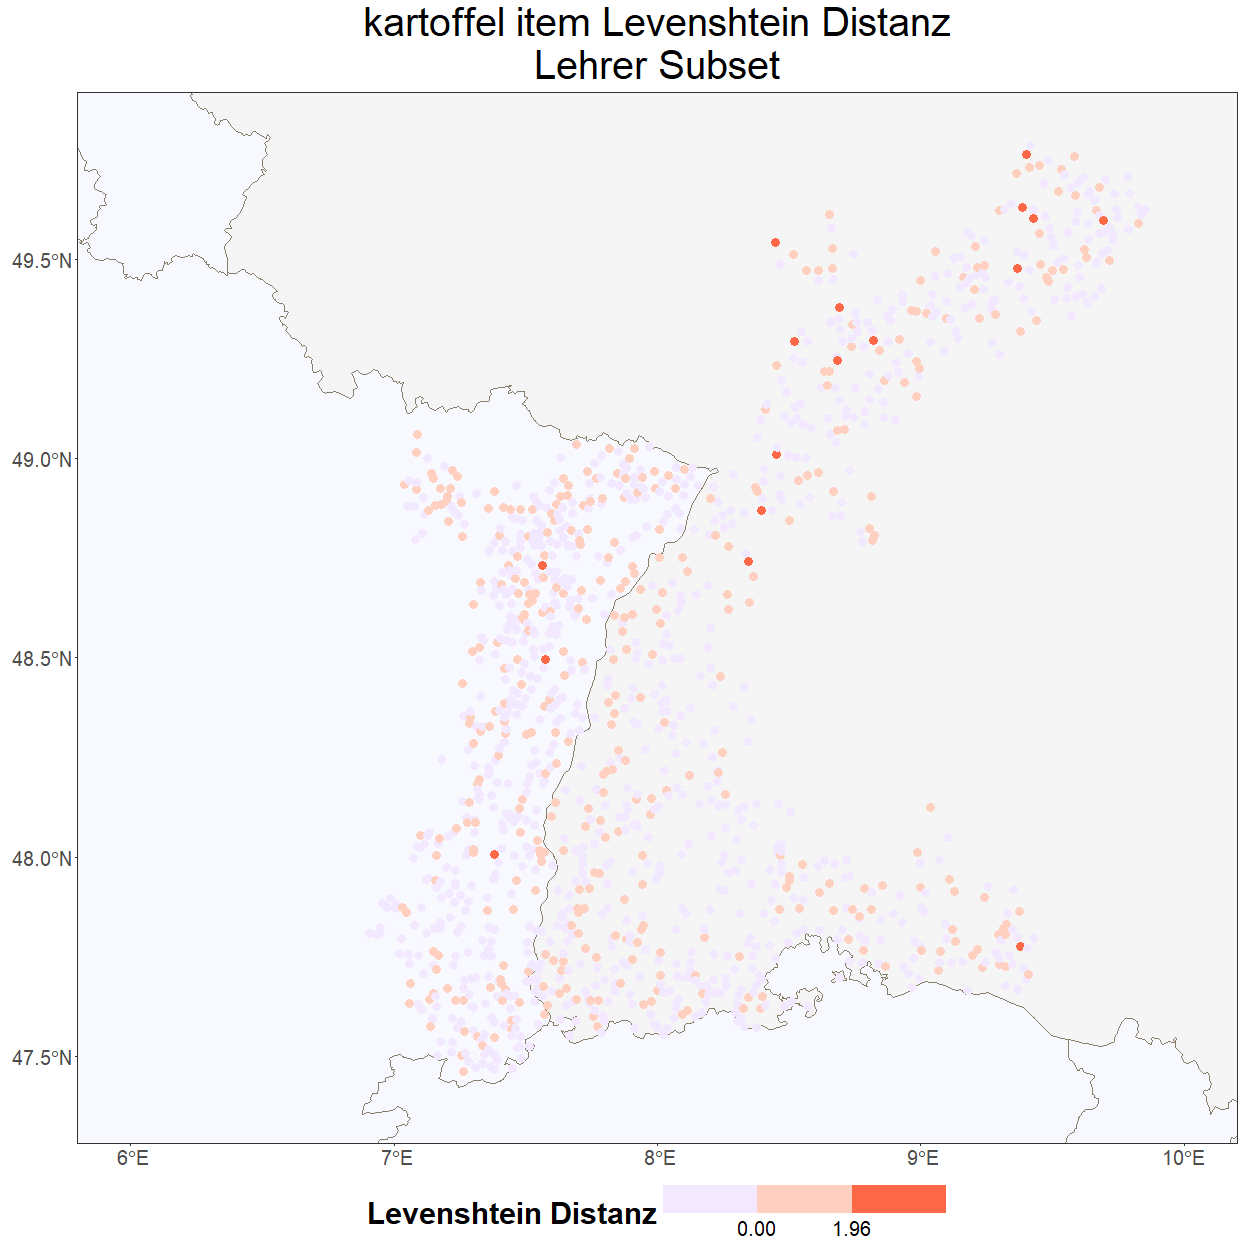 kartoffel item Levenshtein Distanz
Lehrer Subset
49.5°N
49.0°N
48.5°N
48.0°N
47.5°N
6°E 7°E 8°E 9°E 10°E
Levenshtein Distanz
0.00 1.96